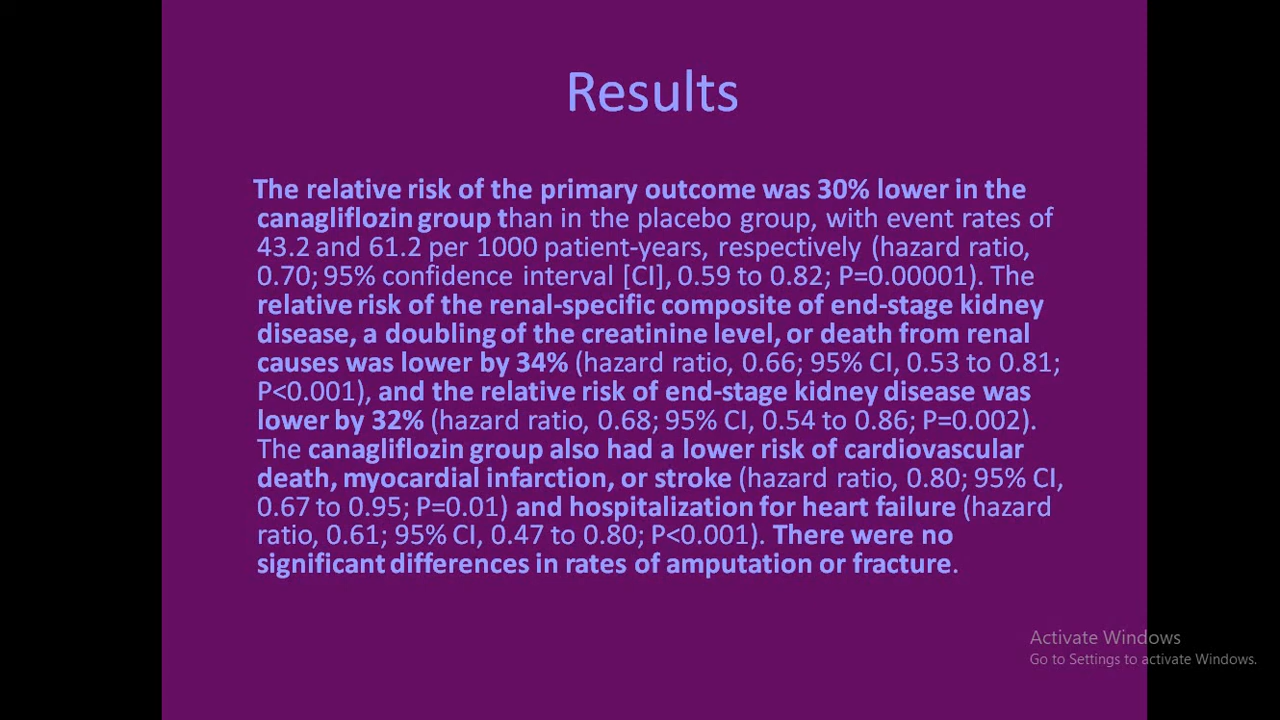 Results
The relative risk of the primary outcome was 30% lower in the
canagliflozin group than in the placebo group, with event rates of
43.2 and 61.2 per 1000 patient-years, respectively (hazard ratio,
0.70; 95% confidence interval [CI], 0.59 to 0.82; P=0.00001). The
relative risk of the renal-specific composite of end-stage kidney
disease, a doubling of the creatinine level, or death from renal
causes was lower by 34% (hazard ratio, 0.66; 95% CI, 0.53 to 0.81;
P<0.001), and the relative risk of end-stage kidney disease was
lower by 32% (hazard ratio, 0.68; 95% CI, 0.54 to 0.86; P=0.002).
The canagliflozin group also had a lower risk of cardiovascular
death, myocardial infarction, or stroke (hazard ratio, 0.80; 95% CI,
0.67 to 0.95; P=0.01) and hospitalization for heart failure (hazard
ratio, 0.61; 95% CI, 0.47 to 0.80; P<0.001). There were no
significant differences in rates of amputation or fracture.
Activate Windows
Go to Settings to activate Windows.